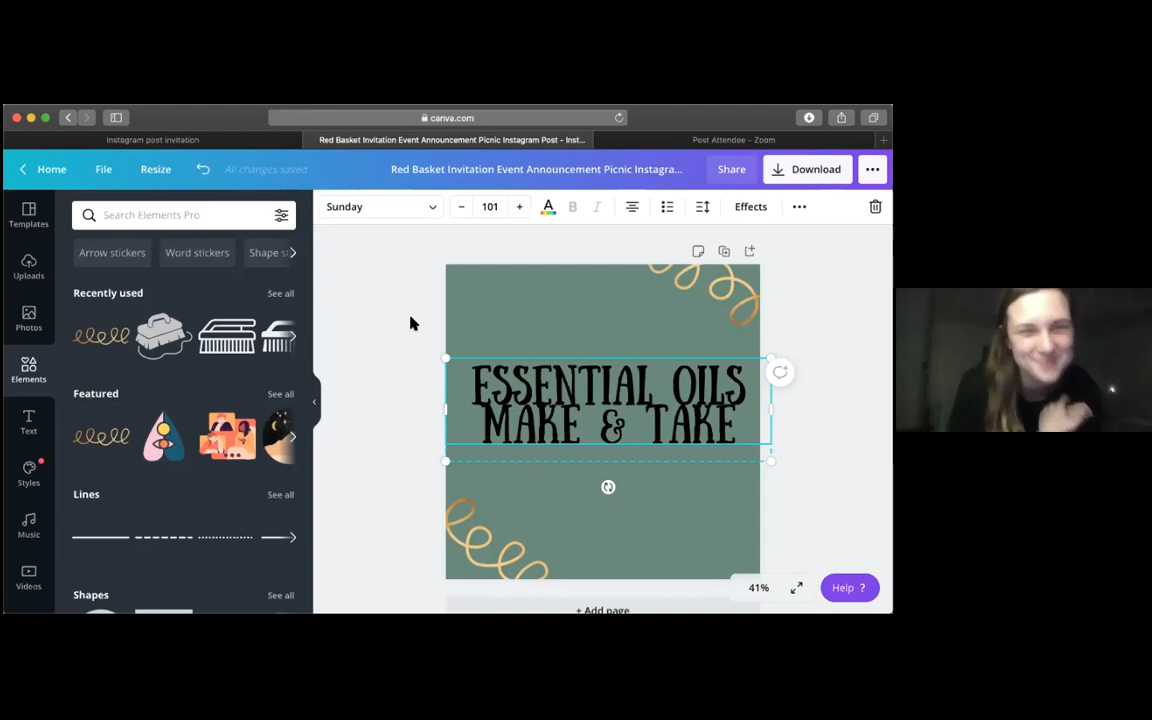 canva.com
instagram post invitation
Red Basket Invitation Event Announcement Picnic Instagram Post - Inst...
Post Attendee - Zoom
Home
File
Resize
All changes saved
Red Basket Invitation Event Announcement Picnic Instagra...
Share
Download
Sunday
101
A
B
I
Effects
Templates
Uploads
Photos
Elements
Text
Styles
Music
Videos
Search Elements Pro
Arrow stickers
Word stickers
Shape st
Recently used
See all
Featured
See all
Lines
See all
Shapes
See all
ESSENTIAL OILS
MAKE & TAKE
41%
Help ?
+ Add page